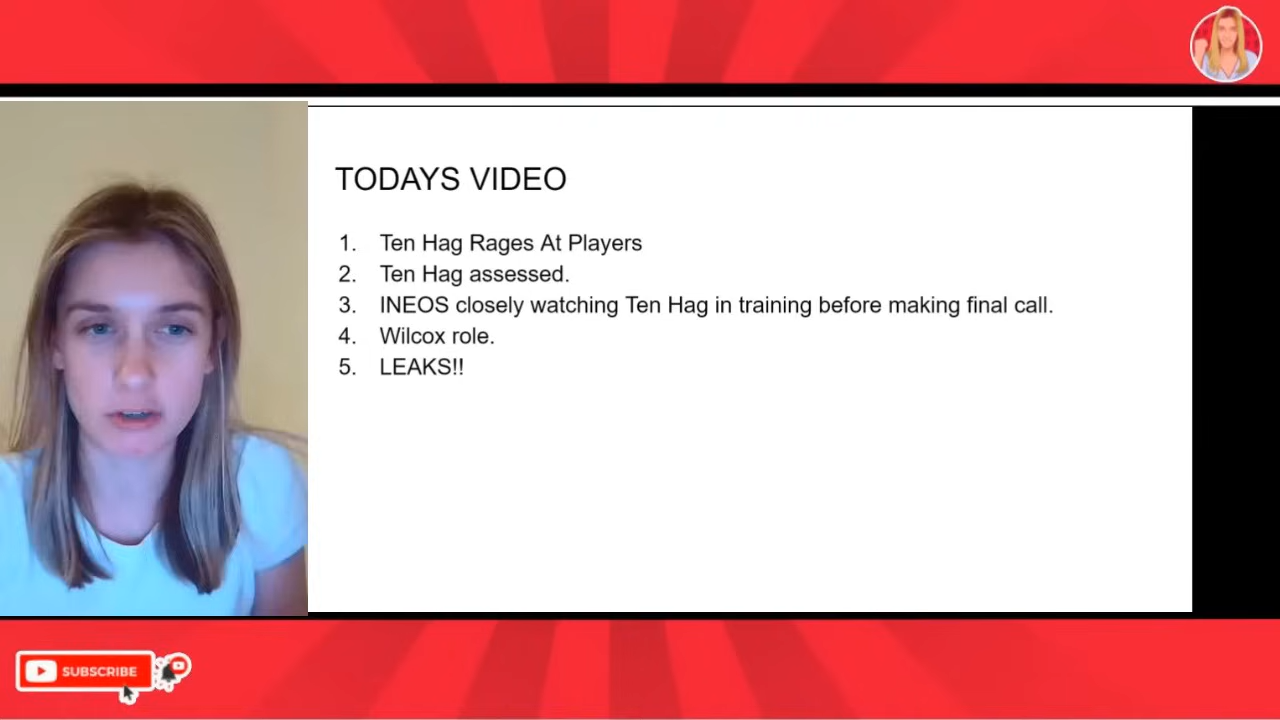 TODAYS VIDEO
1. Ten Hag Rages At Players
2. Ten Hag assessed.
3. INEOS closely watching Ten Hag in training before making final call.
4. Wilcox role.
5. LEAKS!!
SUBSCRIBE